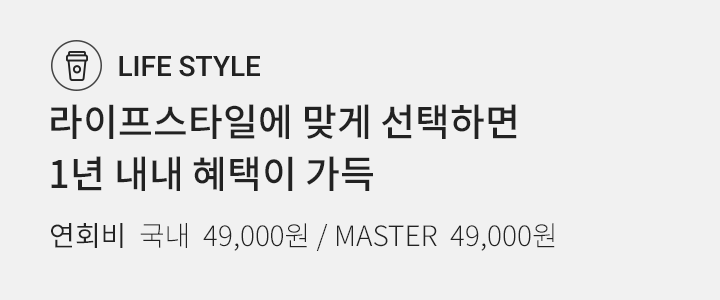 LIFE STYLE
라이프스타일에 맞게 선택하면
1년 내내 혜택이 가득
연회비 국내 49,000원 / MASTER 49,000원